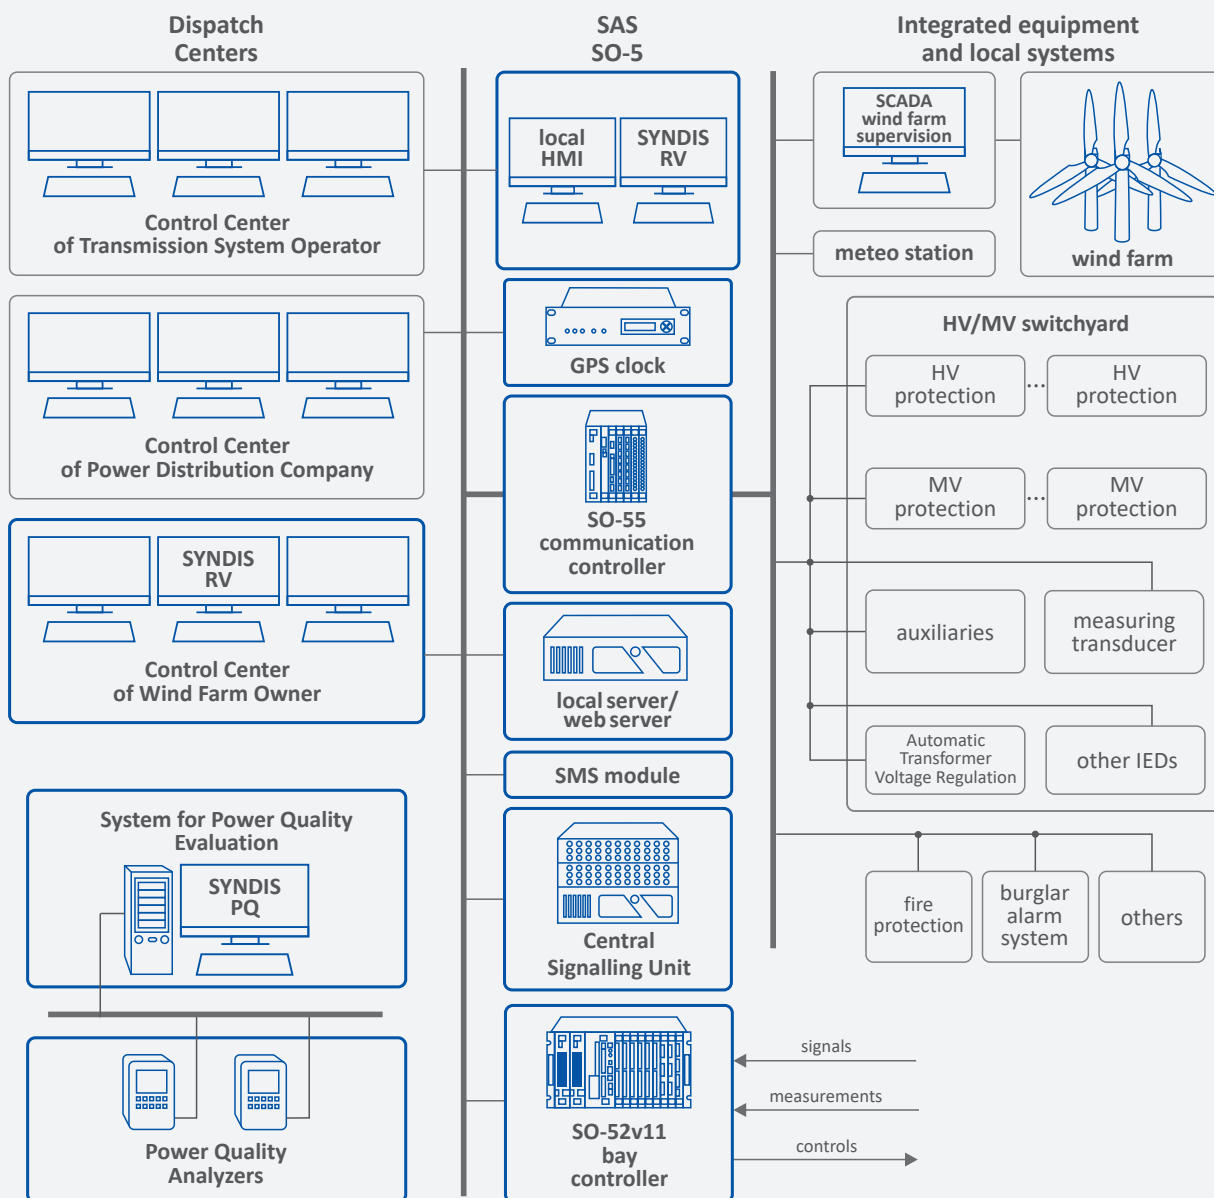 Dispatch
Centers
Control Center
of Transmission System Operator
Control Center
of Power Distribution Company
SYNDIS
RV
Control Center
of Wind Farm Owner
System for Power Quality
Evaluation
SYNDIS
PQ
Power Quality
Analyzers
SAS
SO-5
local
HMI
SYNDIS
RV
GPS clock
SO-55
communication
controller
local server/
web server
SMS module
Central
Signalling Unit
SO-52v11
bay
controller
signals
measurements
controls
Integrated equipment
and local systems
SCADA
wind farm
supervision
wind farm
meteo station
HV/MV switchyard
HV
protection
...
HV
protection
MV
protection
...
MV
protection
auxiliaries
measuring
transducer
Automatic
Transformer
Voltage Regulation
other IEDs
fire
protection
burglar
alarm
system
others